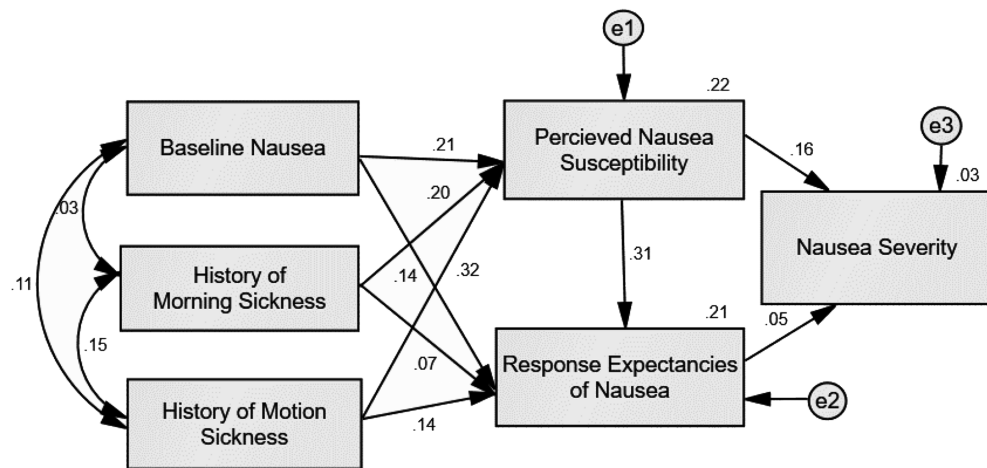 e1
.22
Percieved Nausea
Susceptibility
e3
Baseline Nausea
.21
.16
.03
.03
.20
History of
Morning Sickness
.14
.32
.31
Nausea Severity
.11
.15
.21
.05
.07
Response Expectancies
of Nausea
History of Motion
Sickness
.14
e2